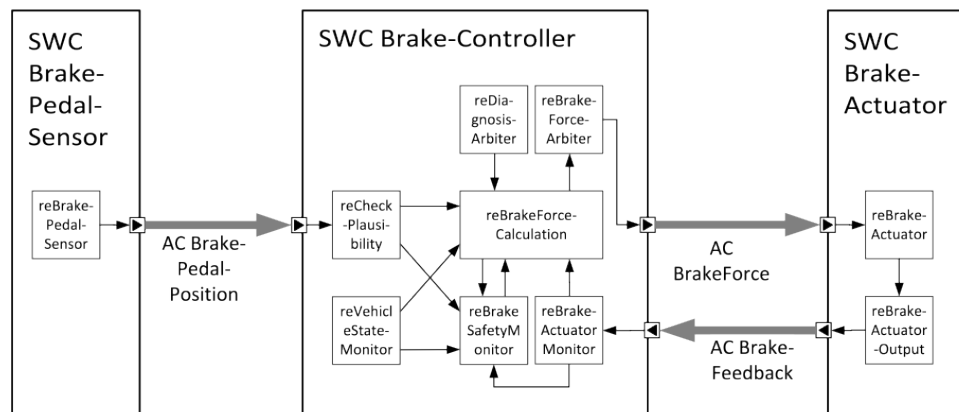 SWC
Brake-
Pedal-
Sensor
reBrake-
Pedal-
Sensor
AC Brake-
Pedal-
Position
SWC Brake-Controller
reDia-
gnosis-
Arbiter
reBrake-
Force-
Arbiter
reCheck
-Plausi-
bility
reBrakeForce-
Calculation
reVehicl
eState-
Monitor
reBrake
SafetyM
onitor
reBrake-
Actuator
Monitor
AC
BrakeForce
AC Brake-
Feedback
SWC
Brake-
Actuator
reBrake-
Actuator
reBrake-
Actuator
-Output